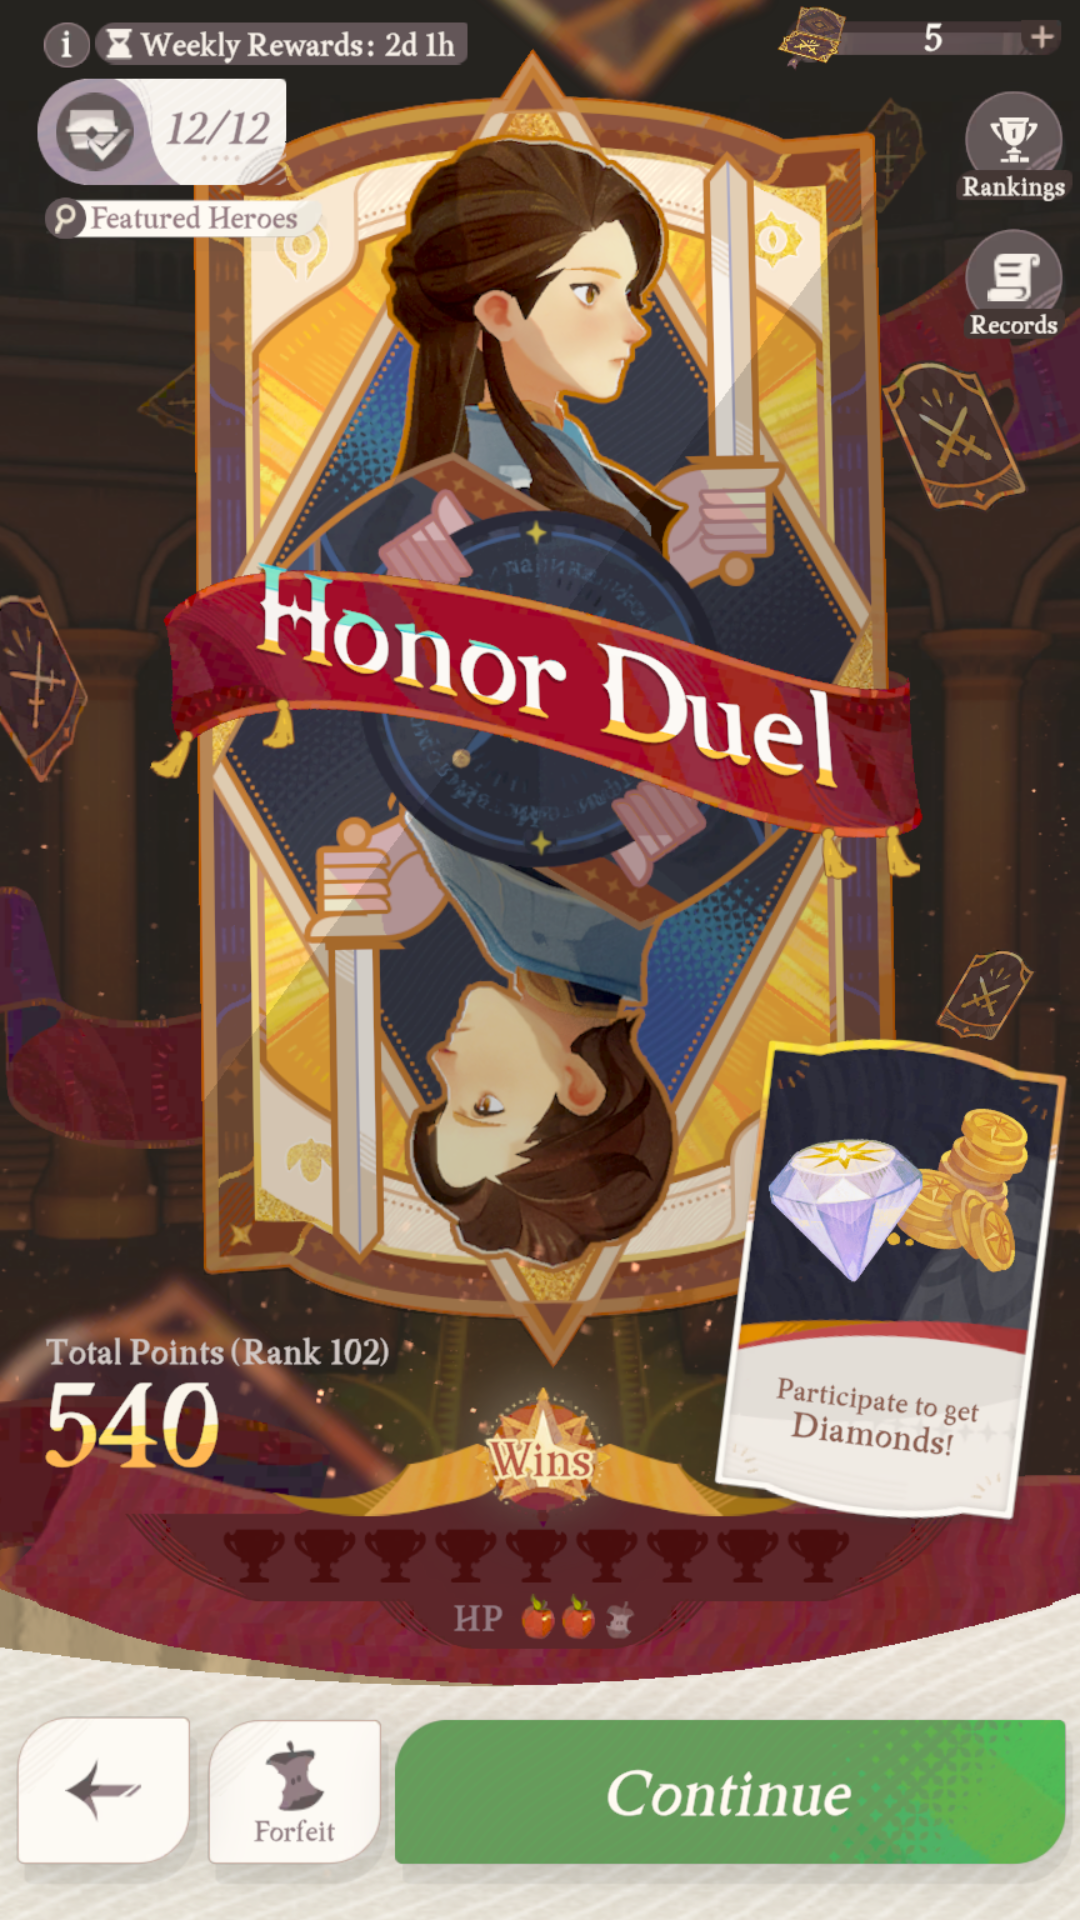 Weekly Rewards: 2d 1h
5
12/12
Rankings
Featured Heroes
Records
Honor Duel
Total Points (Rank 102)
540
Participate to get
Diamonds!
Wins
HP
Continue
Forfeit